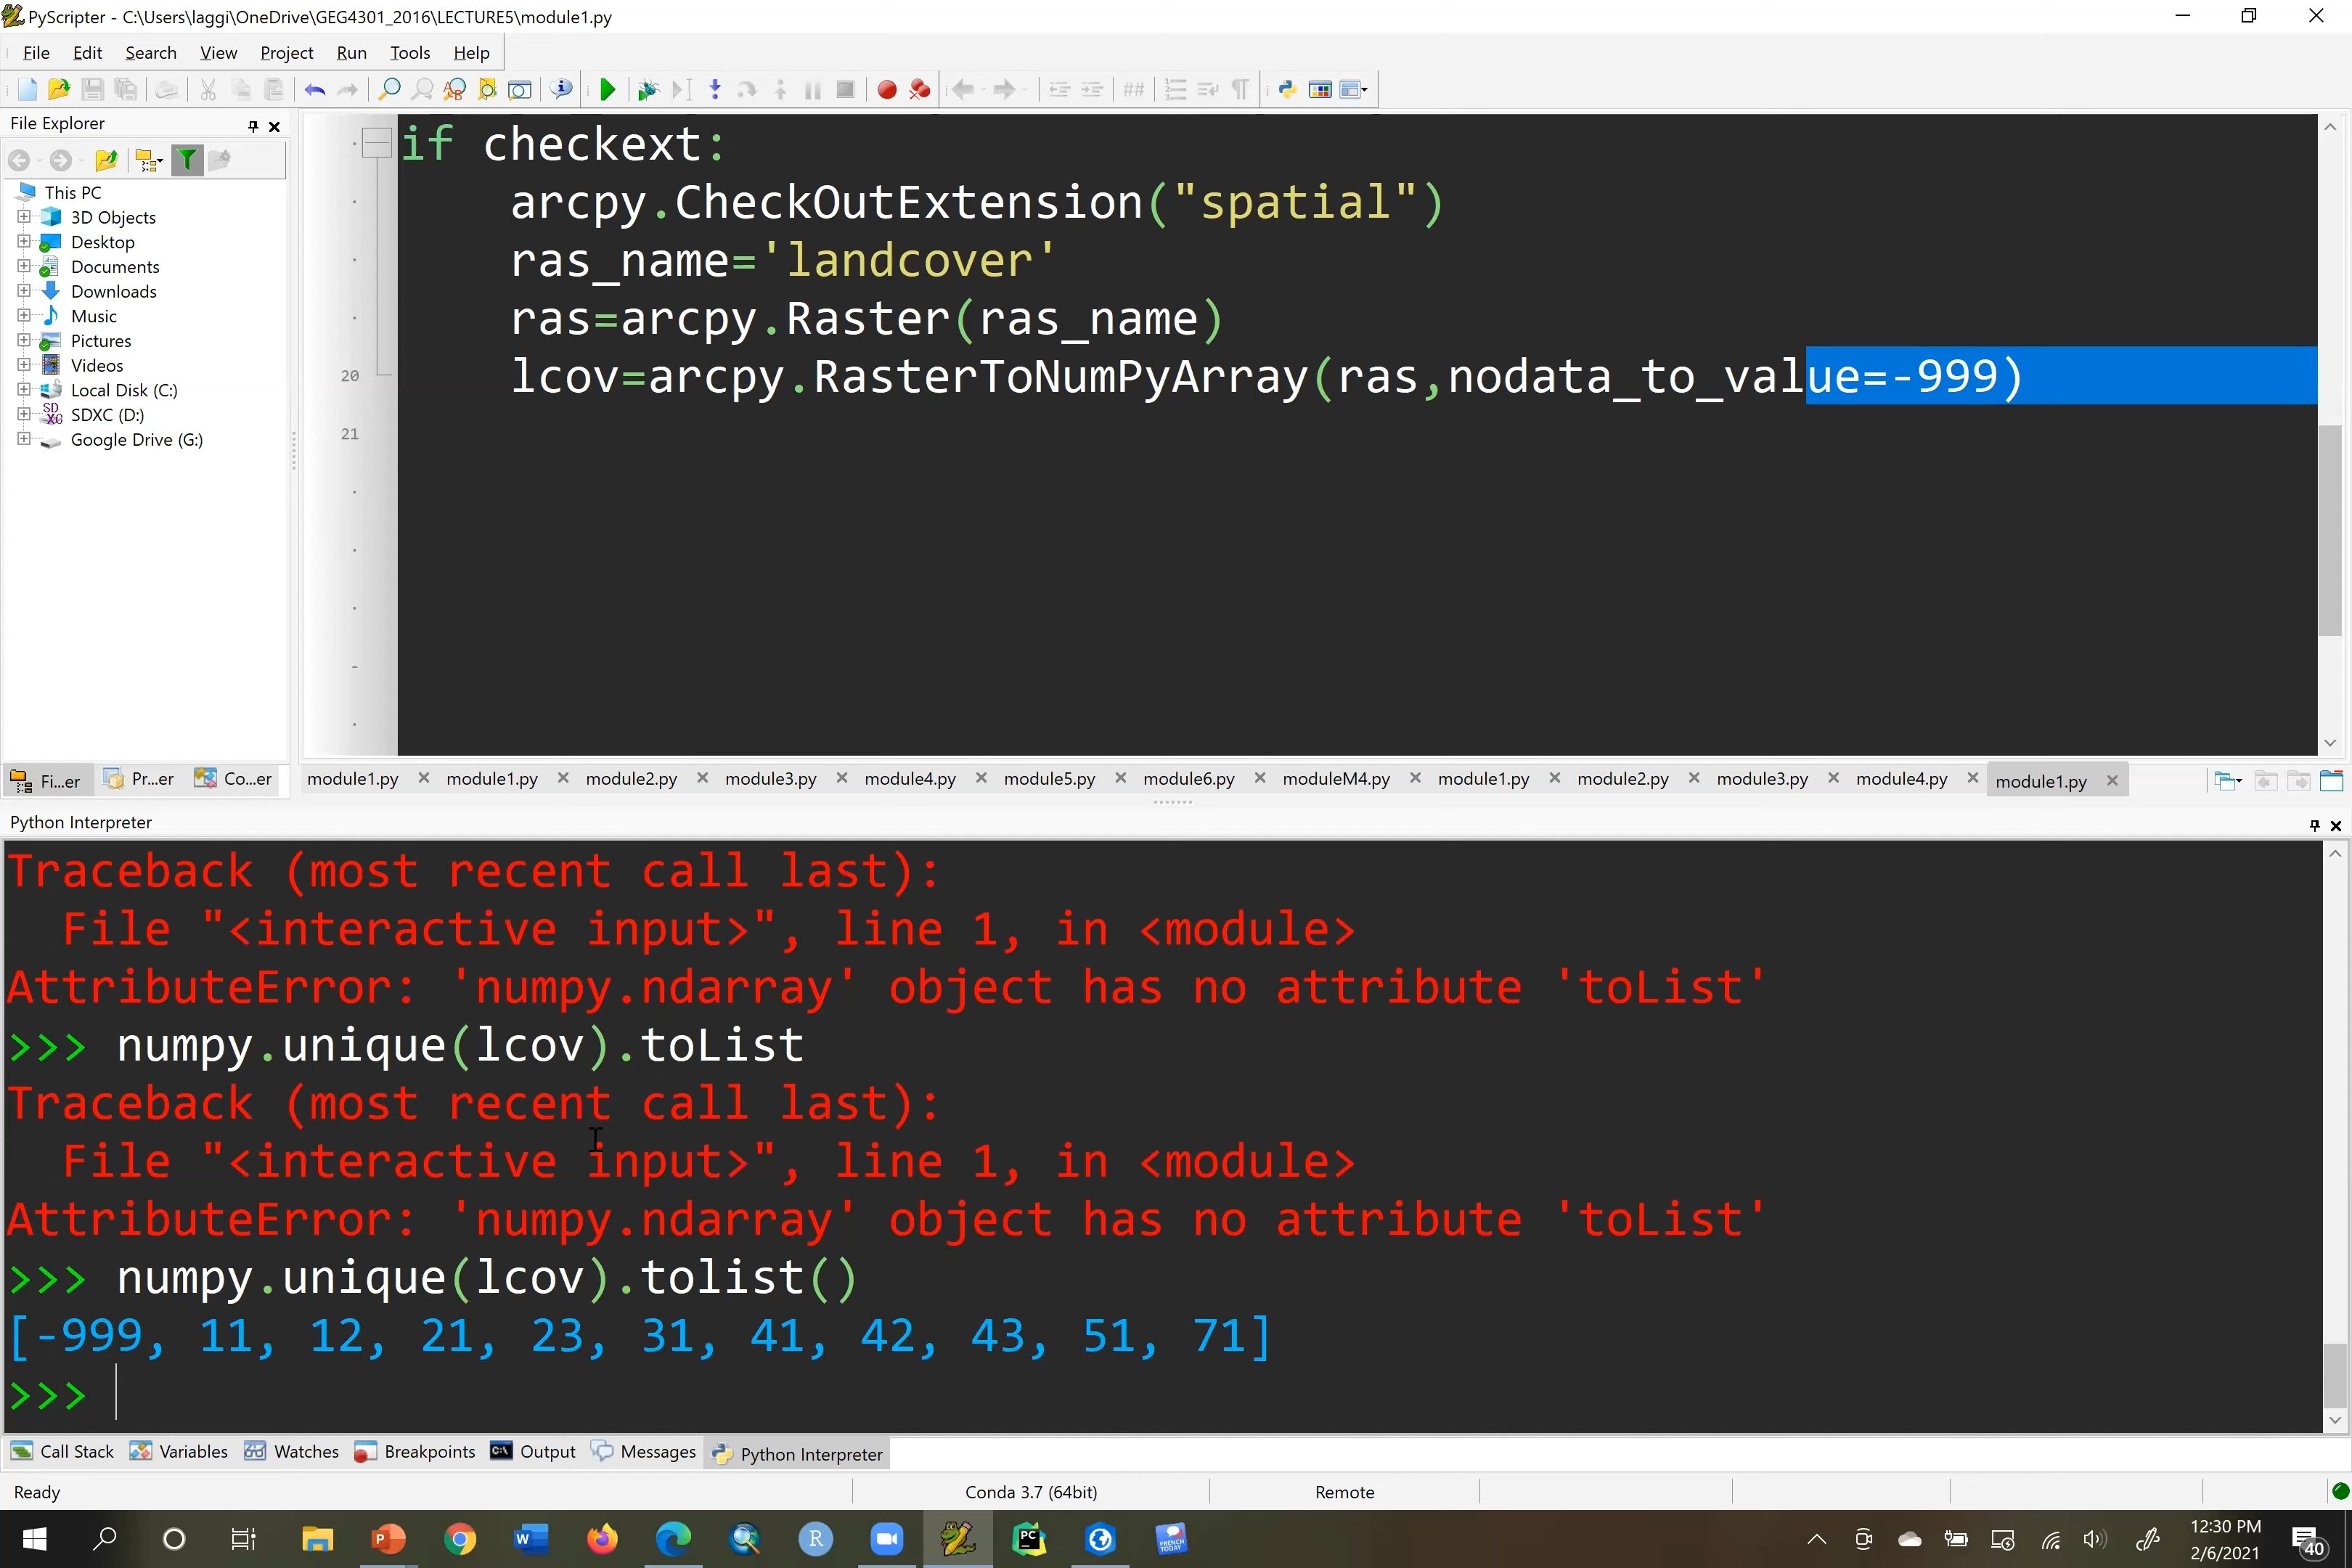 PyScripter - C:\Users\laggi\OneDrive\GEG4301_2016\LECTURE5\module1.py
File Edit Search View Project Run Tools Help
File Explorer
This PC
3D Objects
Desktop
Documents
Downloads
Music
Pictures
Videos
Local Disk (C:)
SDXC (D:)
Google Drive (G:)
Fi...er Pr...er Co...er
if checkext:
arcpy.CheckOutExtension("spatial")
ras_name='landcover'
ras=arcpy.Raster(ras_name)
20 lcov=arcpy.RasterToNumPyArray(ras,nodata_to_value=-999)
21
module1.py module1.py module2.py module3.py module4.py module5.py module6.py moduleM4.py module1.py module2.py module3.py module4.py module1.py
Python Interpreter
Traceback (most recent call last):
File "<interactive input>", line 1, in <module>
AttributeError: 'numpy.ndarray' object has no attribute 'toList'
>>> numpy.unique(lcov).toList
Traceback (most recent call last):
File "<interactive input>", line 1, in <module>
AttributeError: 'numpy.ndarray' object has no attribute 'toList'
>>> numpy.unique(lcov).tolist()
[-999, 11, 12, 21, 23, 31, 41, 42, 43, 51, 71]
>>>
Call Stack Variables Watches Breakpoints Output Messages Python Interpreter
Ready Conda 3.7 (64bit) Remote
12:30 PM
2/6/2021
40